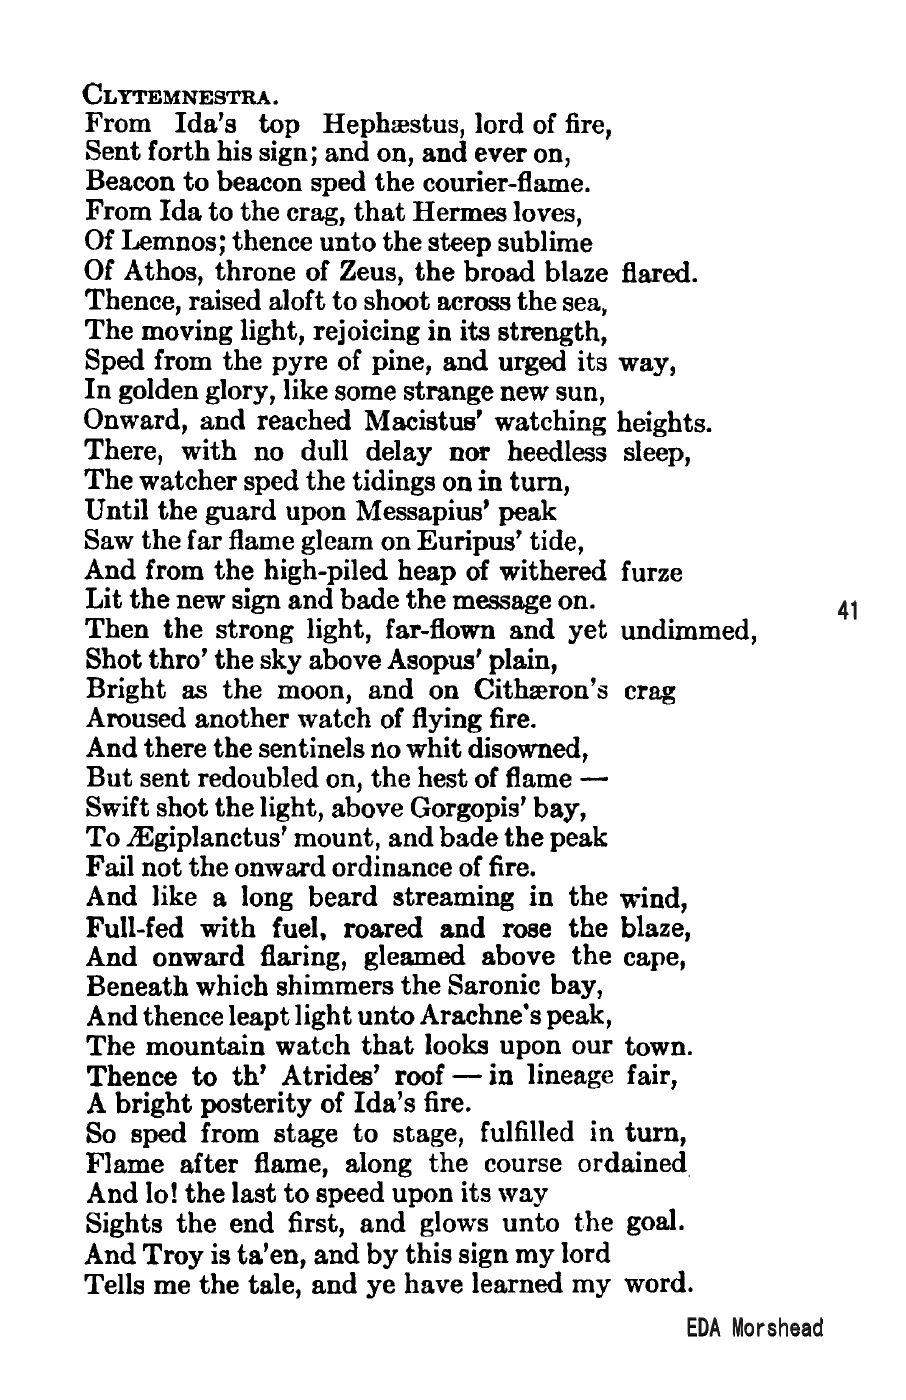 CLYTEMNESTRA.
From Ida's top Hephæstus, lord of fire,
Sent forth his sign; and on, and ever on,
Beacon to beacon sped the courier-flame.
From Ida to the crag, that Hermes loves,
Of Lemnos; thence unto the steep sublime
Of Athos, throne of Zeus, the broad blaze flared.
Thence, raised aloft to shoot across the sea,
The moving light, rejoicing in its strength,
Sped from the pyre of pine, and urged its way,
In golden glory, like some strange new sun,
Onward, and reached Macistus' watching heights.
There, with no dull delay nor heedless sleep,
The watcher sped the tidings on in turn,
Until the guard upon Messapius' peak
Saw the far flame gleam on Euripus' tide,
And from the high-piled heap of withered furze
Lit the new sign and bade the message on.
41
Then the strong light, far-flown and yet undimmed,
Shot thro' the sky above Asopus' plain,
Bright as the moon, and on Cithæron's crag
Aroused another watch of flying fire.
And there the sentinels no whit disowned,
But sent redoubled on, the hest of flame —
Swift shot the light, above Gorgopis' bay,
To Ægiplanctus' mount, and bade the peak
Fail not the onward ordinance of fire.
And like a long beard streaming in the wind,
Full-fed with fuel, roared and rose the blaze,
And onward flaring, gleamed above the cape,
Beneath which shimmers the Saronic bay,
And thence leapt light unto Arachne's peak,
The mountain watch that looks upon our town.
Thence to th' Atrides' roof — in lineage fair,
A bright posterity of Ida's fire.
So sped from stage to stage, fulfilled in turn,
Flame after flame, along the course ordained
And lo! the last to speed upon its way
Sights the end first, and glows unto the goal.
And Troy is ta'en, and by this sign my lord
Tells me the tale, and ye have learned my word.
EDA Morshead